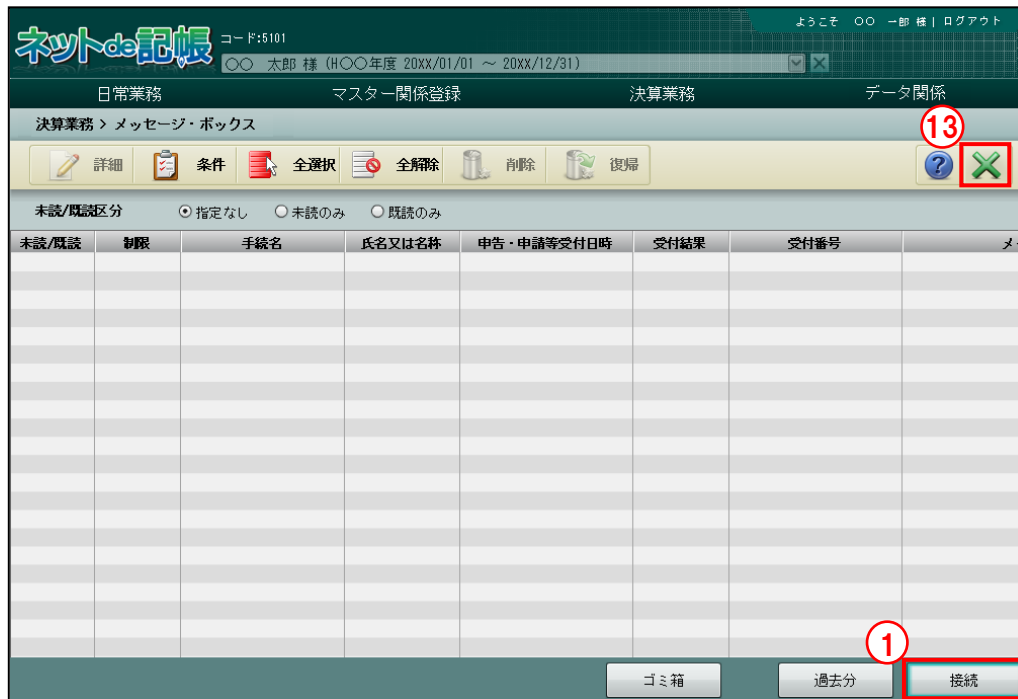 ようこそ 〇〇 一郎 様 | ログアウト
ネットde記帳 コード:5101
〇〇 太郎 様 (H〇〇年度 20XX/01/01 ～ 20XX/12/31)
日常業務 マスター関係登録 決算業務 データ関係
決算業務 > メッセージ・ボックス
⑬
詳細 条件 全選択 全解除 削除 復帰 ?
未読/既読区分 指定なし 未読のみ 既読のみ
未読/既読 制限 手続名 氏名又は名称 申告・申請等受付日時 受付結果 受付番号 メ
①
ゴミ箱 過去分 接続